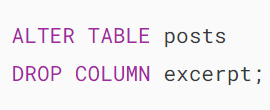 ALTER TABLE posts
DROP COLUMN excerpt;